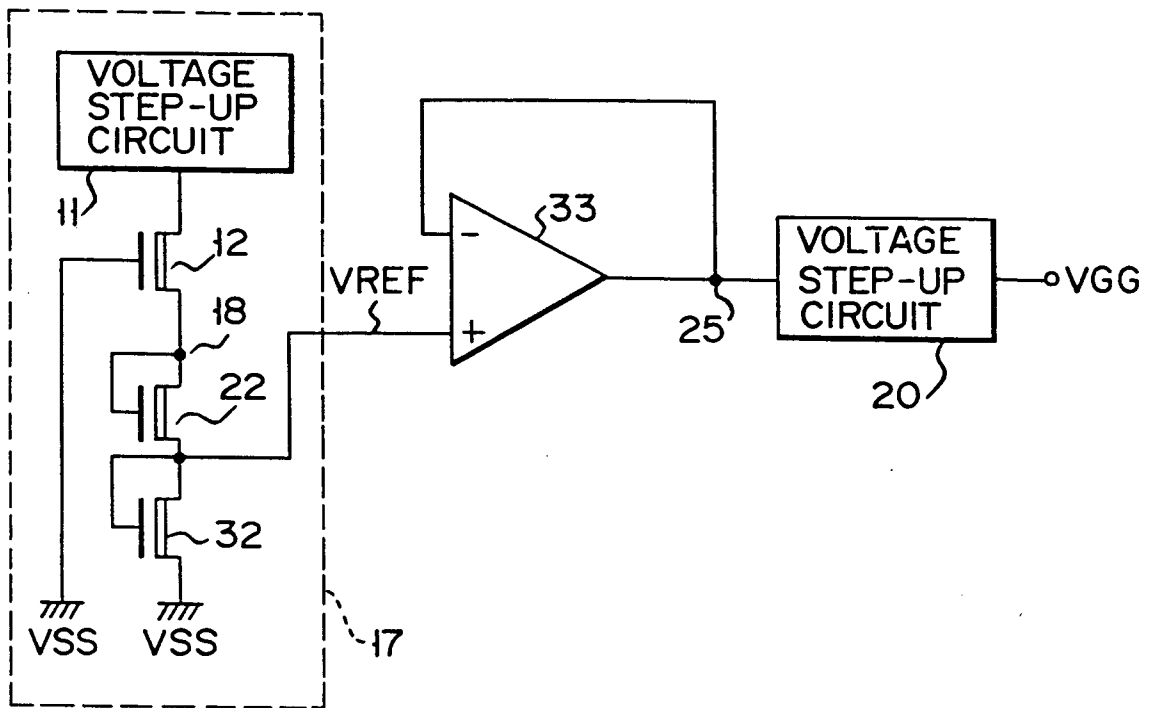 VOLTAGE
STEP-UP
CIRCUIT
11
12
18
22
32
VSS
VSS
17
VREF
-
+
33
25
VOLTAGE
STEP-UP
CIRCUIT
20
VGG